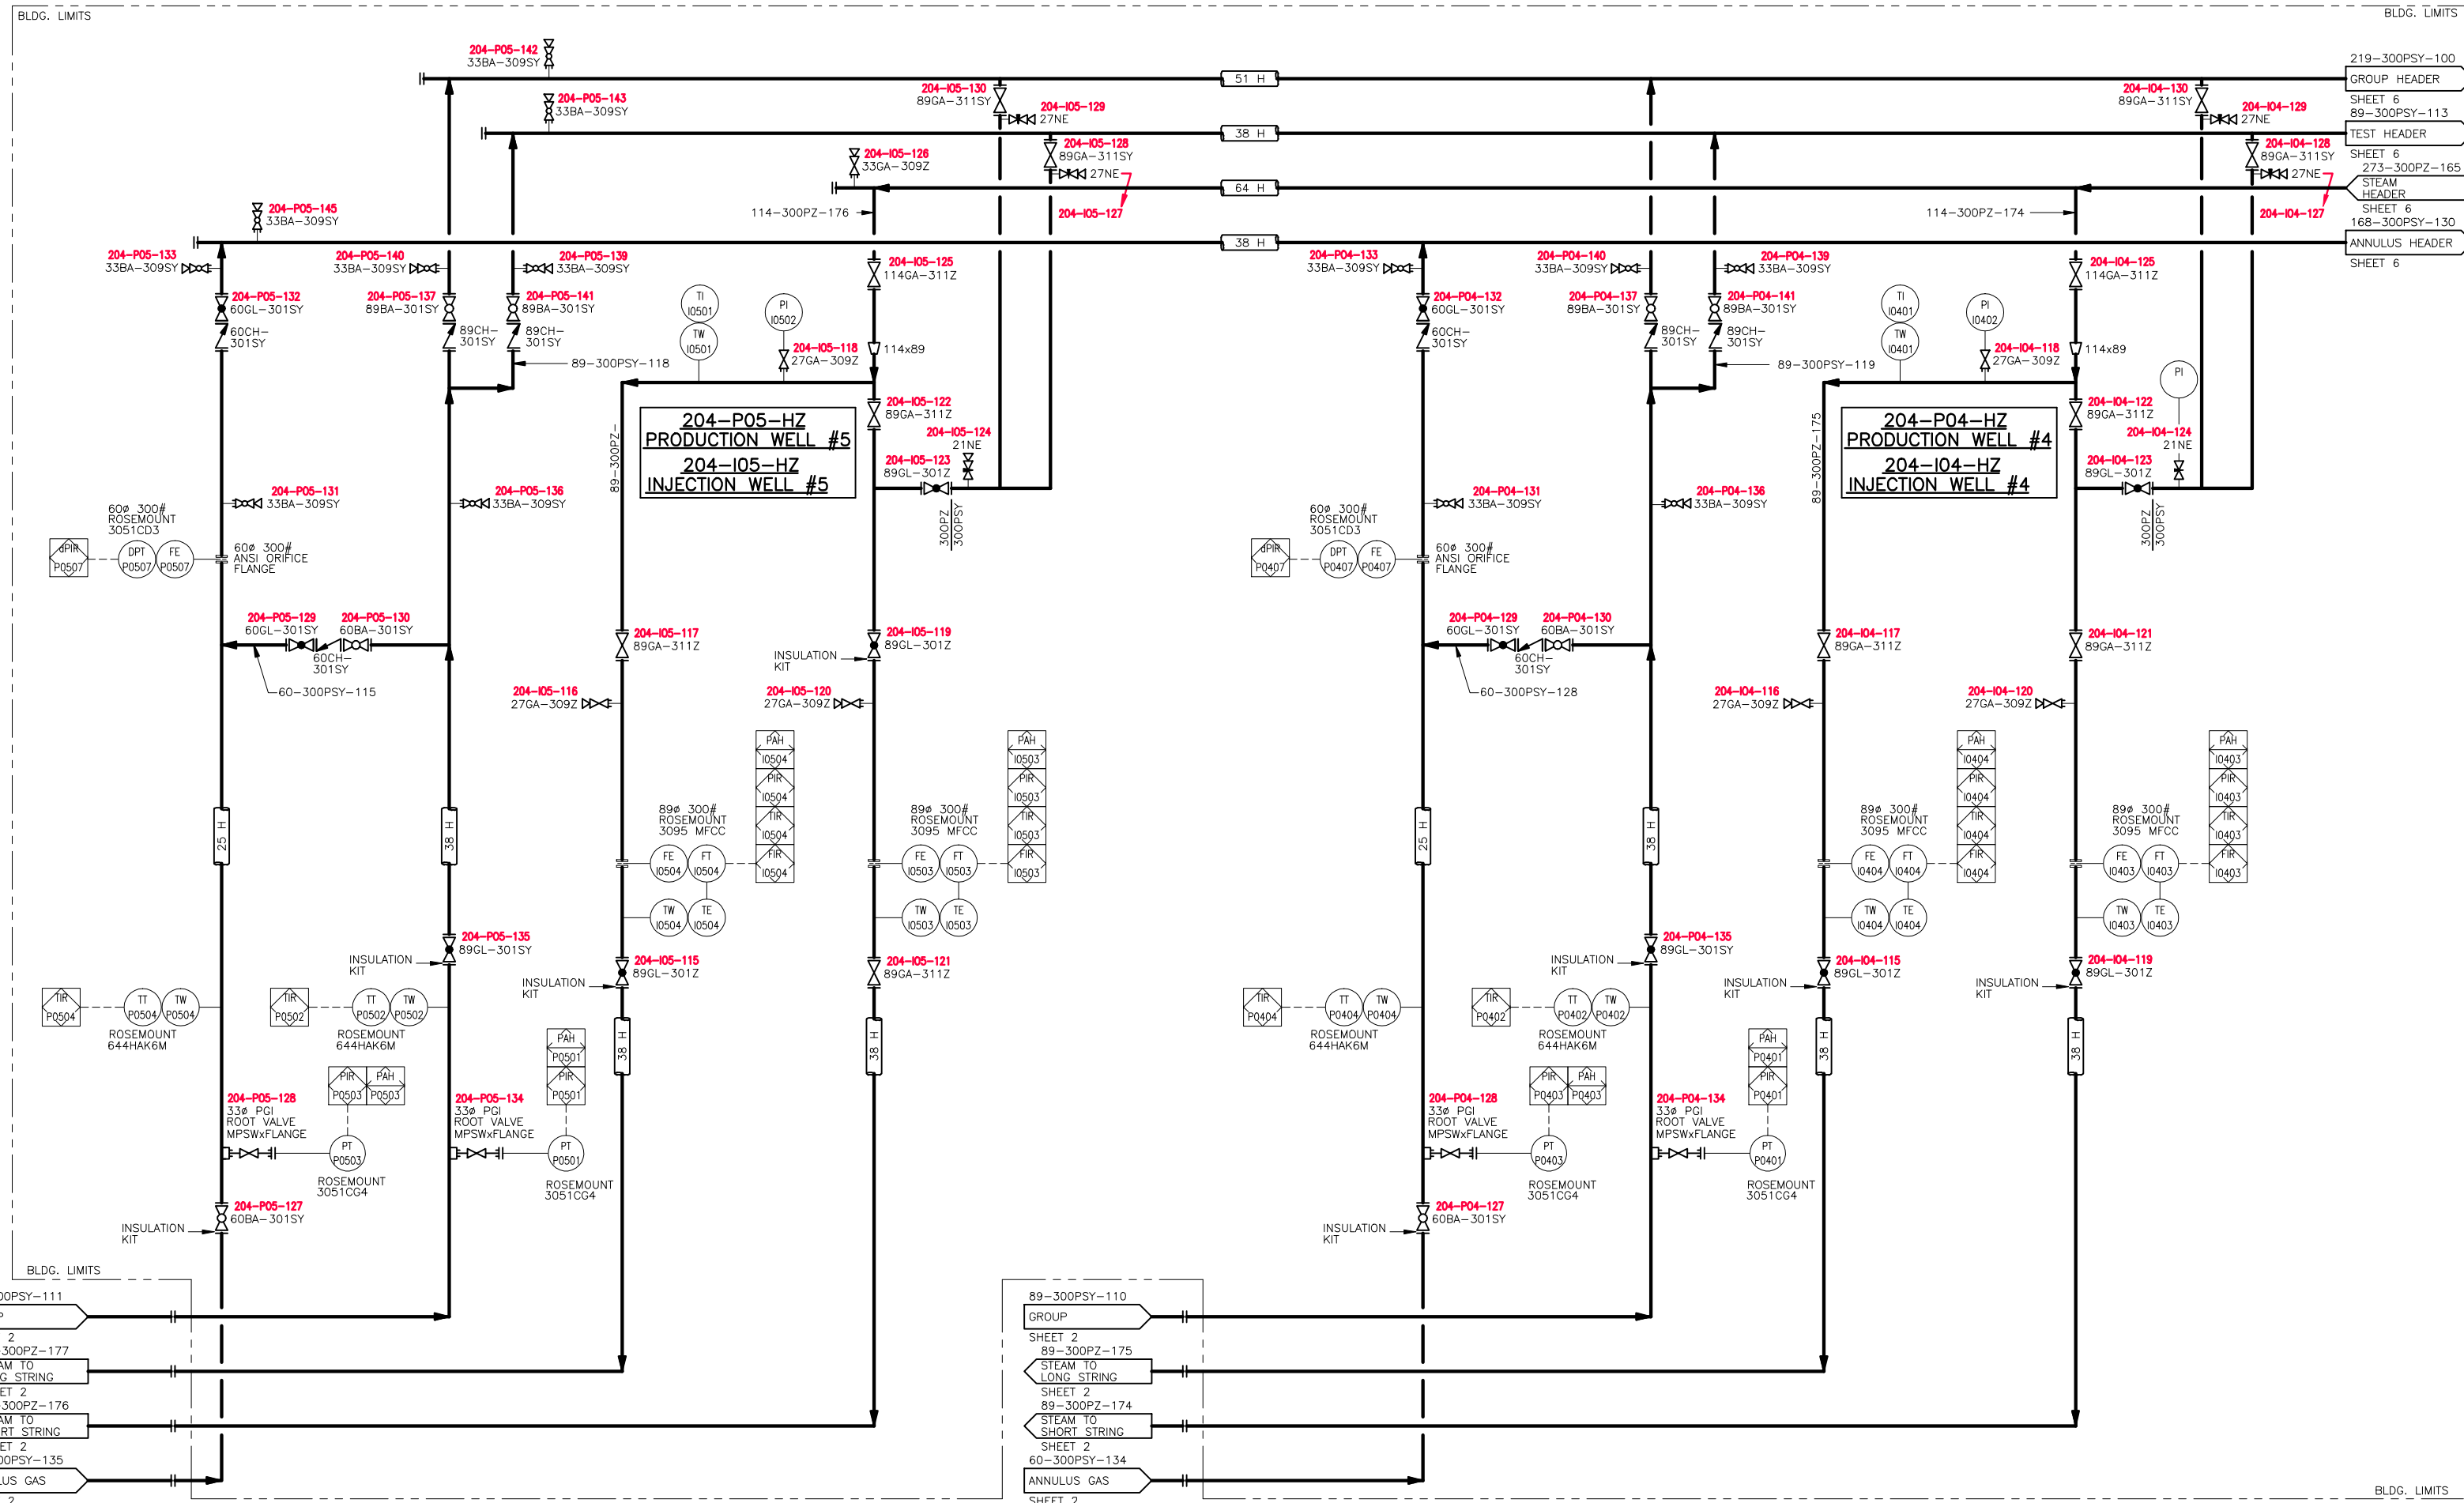 BLDG. LIMITS
BLDG. LIMITS
204-P05-142
33BA-309SY
204-P05-143
33BA-309SY
204-P05-145
33BA-309SY
51 H
38 H
64 H
38 H
219-300PSY-100
GROUP HEADER
SHEET 6
89-300PSY-113
TEST HEADER
SHEET 6
273-300PZ-165
STEAM
HEADER
SHEET 6
168-300PSY-130
ANNULUS HEADER
SHEET 6
204-I05-130
89GA-311SY
204-I05-129
27NE
204-I05-128
89GA-311SY
27NE
204-I05-127
204-I05-126
33GA-309Z
114-300PZ-176
204-I04-130
89GA-311SY
204-I04-129
27NE
204-I04-128
89GA-311SY
27NE
204-I04-127
114-300PZ-174
204-P05-133
33BA-309SY
204-P05-140
33BA-309SY
204-P05-139
33BA-309SY
204-P05-132
60GL-301SY
60CH-
301SY
204-P05-137
89BA-301SY
89CH-
301SY
204-P05-141
89BA-301SY
89CH-
301SY
89-300PSY-118
TI
I0501
TW
I0501
PI
I0502
204-I05-118
27GA-309Z
204-I05-125
114GA-311Z
114x89
204-I05-122
89GA-311Z
204-I05-124
21NE
204-I05-123
89GL-301Z
300PZ
300PSY
89-300PZ-
204-P05-HZ
PRODUCTION WELL #5
204-I05-HZ
INJECTION WELL #5
204-P05-131
33BA-309SY
204-P05-136
33BA-309SY
60ø 300#
ROSEMOUNT
3051CD3
dPIR
P0507
DPT
P0507
FE
P0507
60ø 300#
ANSI ORIFICE
FLANGE
204-P05-129
60GL-301SY
204-P05-130
60BA-301SY
60CH-
301SY
60-300PSY-115
204-I05-117
89GA-311Z
204-I05-119
89GL-301Z
INSULATION
KIT
204-I05-116
27GA-309Z
204-I05-120
27GA-309Z
PAH
I0504
PIR
I0504
TIR
I0504
FIR
I0504
PAH
I0503
PIR
I0503
TIR
I0503
FIR
I0503
89ø 300#
ROSEMOUNT
3095 MFCC
FE
I0504
FT
I0504
TW
I0504
TE
I0504
89ø 300#
ROSEMOUNT
3095 MFCC
FE
I0503
FT
I0503
TW
I0503
TE
I0503
25 H
38 H
204-P05-135
89GL-301SY
INSULATION
KIT
204-I05-115
89GL-301Z
INSULATION
KIT
204-I05-121
89GA-311Z
TIR
P0504
TT
P0504
TW
P0504
ROSEMOUNT
644HAK6M
TIR
P0502
TT
P0502
TW
P0502
ROSEMOUNT
644HAK6M
38 H
38 H
204-P05-128
33ø PGI
ROOT VALVE
MPSWxFLANGE
PIR
P0503
PAH
P0503
PT
P0503
ROSEMOUNT
3051CG4
204-P05-134
33ø PGI
ROOT VALVE
MPSWxFLANGE
PAH
P0501
PIR
P0501
PT
P0501
ROSEMOUNT
3051CG4
204-P05-127
60BA-301SY
INSULATION
KIT
BLDG. LIMITS
00PSY-111
P
2
-300PZ-177
AM TO
G STRING
ET 2
-300PZ-176
AM TO
RT STRING
ET 2
00PSY-135
LUS GAS
2
204-P04-133
33BA-309SY
204-P04-140
33BA-309SY
204-P04-139
33BA-309SY
204-P04-132
60GL-301SY
60CH-
301SY
204-P04-137
89BA-301SY
89CH-
301SY
204-P04-141
89BA-301SY
89CH-
301SY
89-300PSY-119
TI
I0401
TW
I0401
PI
I0402
204-I04-118
27GA-309Z
204-I04-125
114GA-311Z
114x89
PI
204-I04-122
89GA-311Z
204-I04-124
21NE
204-I04-123
89GL-301Z
300PZ
300PSY
89-300PZ-175
204-P04-HZ
PRODUCTION WELL #4
204-I04-HZ
INJECTION WELL #4
204-P04-131
33BA-309SY
204-P04-136
33BA-309SY
60ø 300#
ROSEMOUNT
3051CD3
dPIR
P0407
DPT
P0407
FE
P0407
60ø 300#
ANSI ORIFICE
FLANGE
204-P04-129
60GL-301SY
204-P04-130
60BA-301SY
60CH-
301SY
60-300PSY-128
204-I04-117
89GA-311Z
204-I04-121
89GA-311Z
204-I04-116
27GA-309Z
204-I04-120
27GA-309Z
PAH
I0404
PIR
I0404
TIR
I0404
FIR
I0404
PAH
I0403
PIR
I0403
TIR
I0403
FIR
I0403
89ø 300#
ROSEMOUNT
3095 MFCC
FE
I0404
FT
I0404
TW
I0404
TE
I0404
89ø 300#
ROSEMOUNT
3095 MFCC
FE
I0403
FT
I0403
TW
I0403
TE
I0403
25 H
38 H
204-P04-135
89GL-301SY
INSULATION
KIT
204-I04-115
89GL-301Z
INSULATION
KIT
204-I04-119
89GL-301Z
INSULATION
KIT
TIR
P0404
TT
P0404
TW
P0404
ROSEMOUNT
644HAK6M
TIR
P0402
TT
P0402
TW
P0402
ROSEMOUNT
644HAK6M
38 H
38 H
204-P04-128
33ø PGI
ROOT VALVE
MPSWxFLANGE
PIR
P0403
PAH
P0403
PT
P0403
ROSEMOUNT
3051CG4
204-P04-134
33ø PGI
ROOT VALVE
MPSWxFLANGE
PAH
P0401
PIR
P0401
PT
P0401
ROSEMOUNT
3051CG4
204-P04-127
60BA-301SY
INSULATION
KIT
89-300PSY-110
GROUP
SHEET 2
89-300PZ-175
STEAM TO
LONG STRING
SHEET 2
89-300PZ-174
STEAM TO
SHORT STRING
SHEET 2
60-300PSY-134
ANNULUS GAS
SHEET 2
BLDG. LIMITS